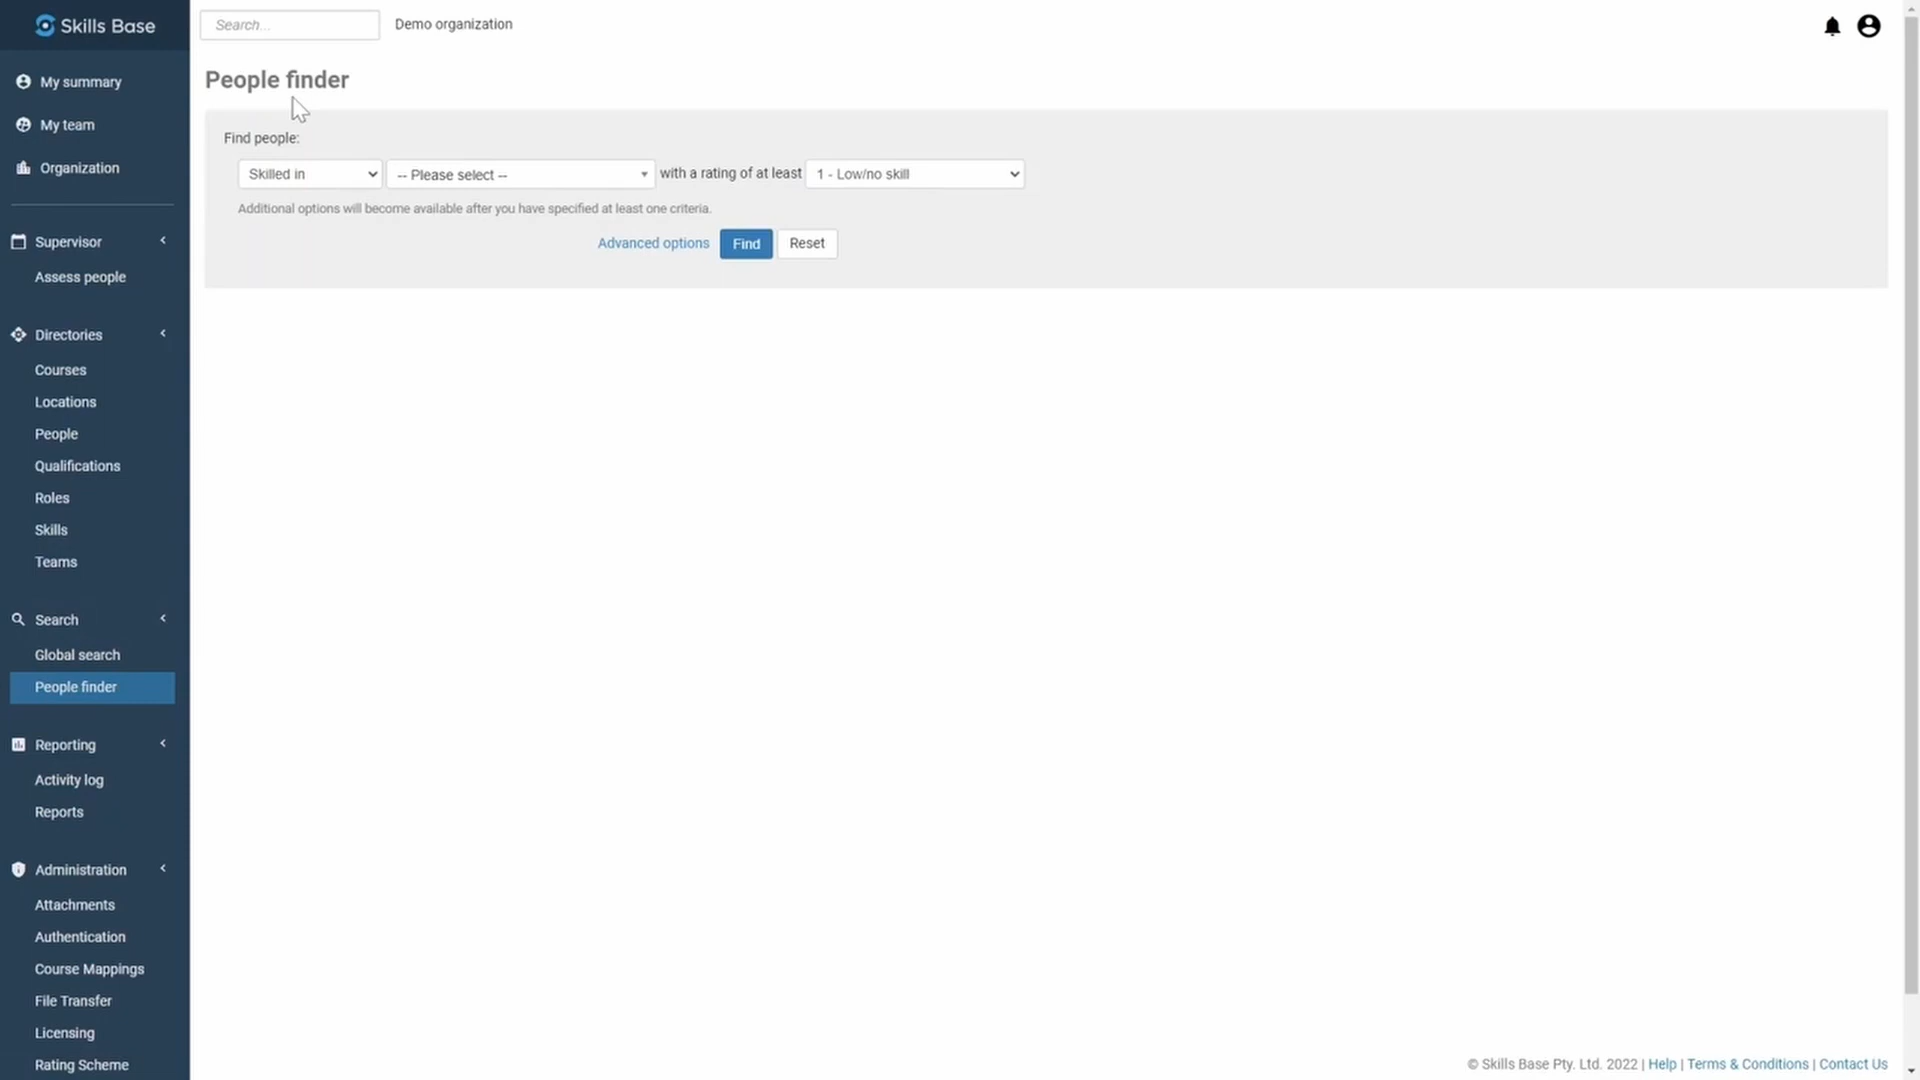 Skills Base
Search...
Demo organization
My summary
My team
Organization
Supervisor
Assess people
Directories
Courses
Locations
People
Qualifications
Roles
Skills
Teams
Search
Global search
People finder
Reporting
Activity log
Reports
Administration
Attachments
Authentication
Course Mappings
File Transfer
Licensing
Rating Scheme
People finder
Find people:
Skilled in -- Please select -- with a rating of at least 1 - Low/no skill
Additional options will become available after you have specified at least one criteria.
Advanced options Find Reset
© Skills Base Pty. Ltd. 2022 | Help | Terms & Conditions | Contact Us